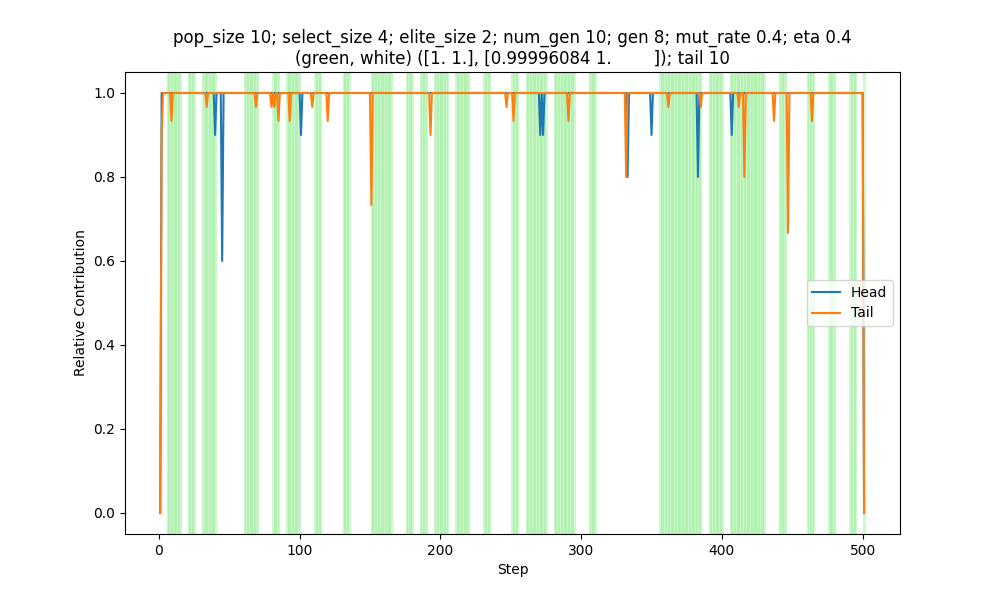 pop_size 10; select_size 4; elite_size 2; num_gen 10; gen 8; mut_rate 0.4; eta 0.4
(green, white) ([1. 1.], [0.99996084 1.         ]); tail 10
1.0
0.8
0.6
0.4
0.2
0.0
Relative Contribution
Head
Tail
0
100
200
300
400
500
Step